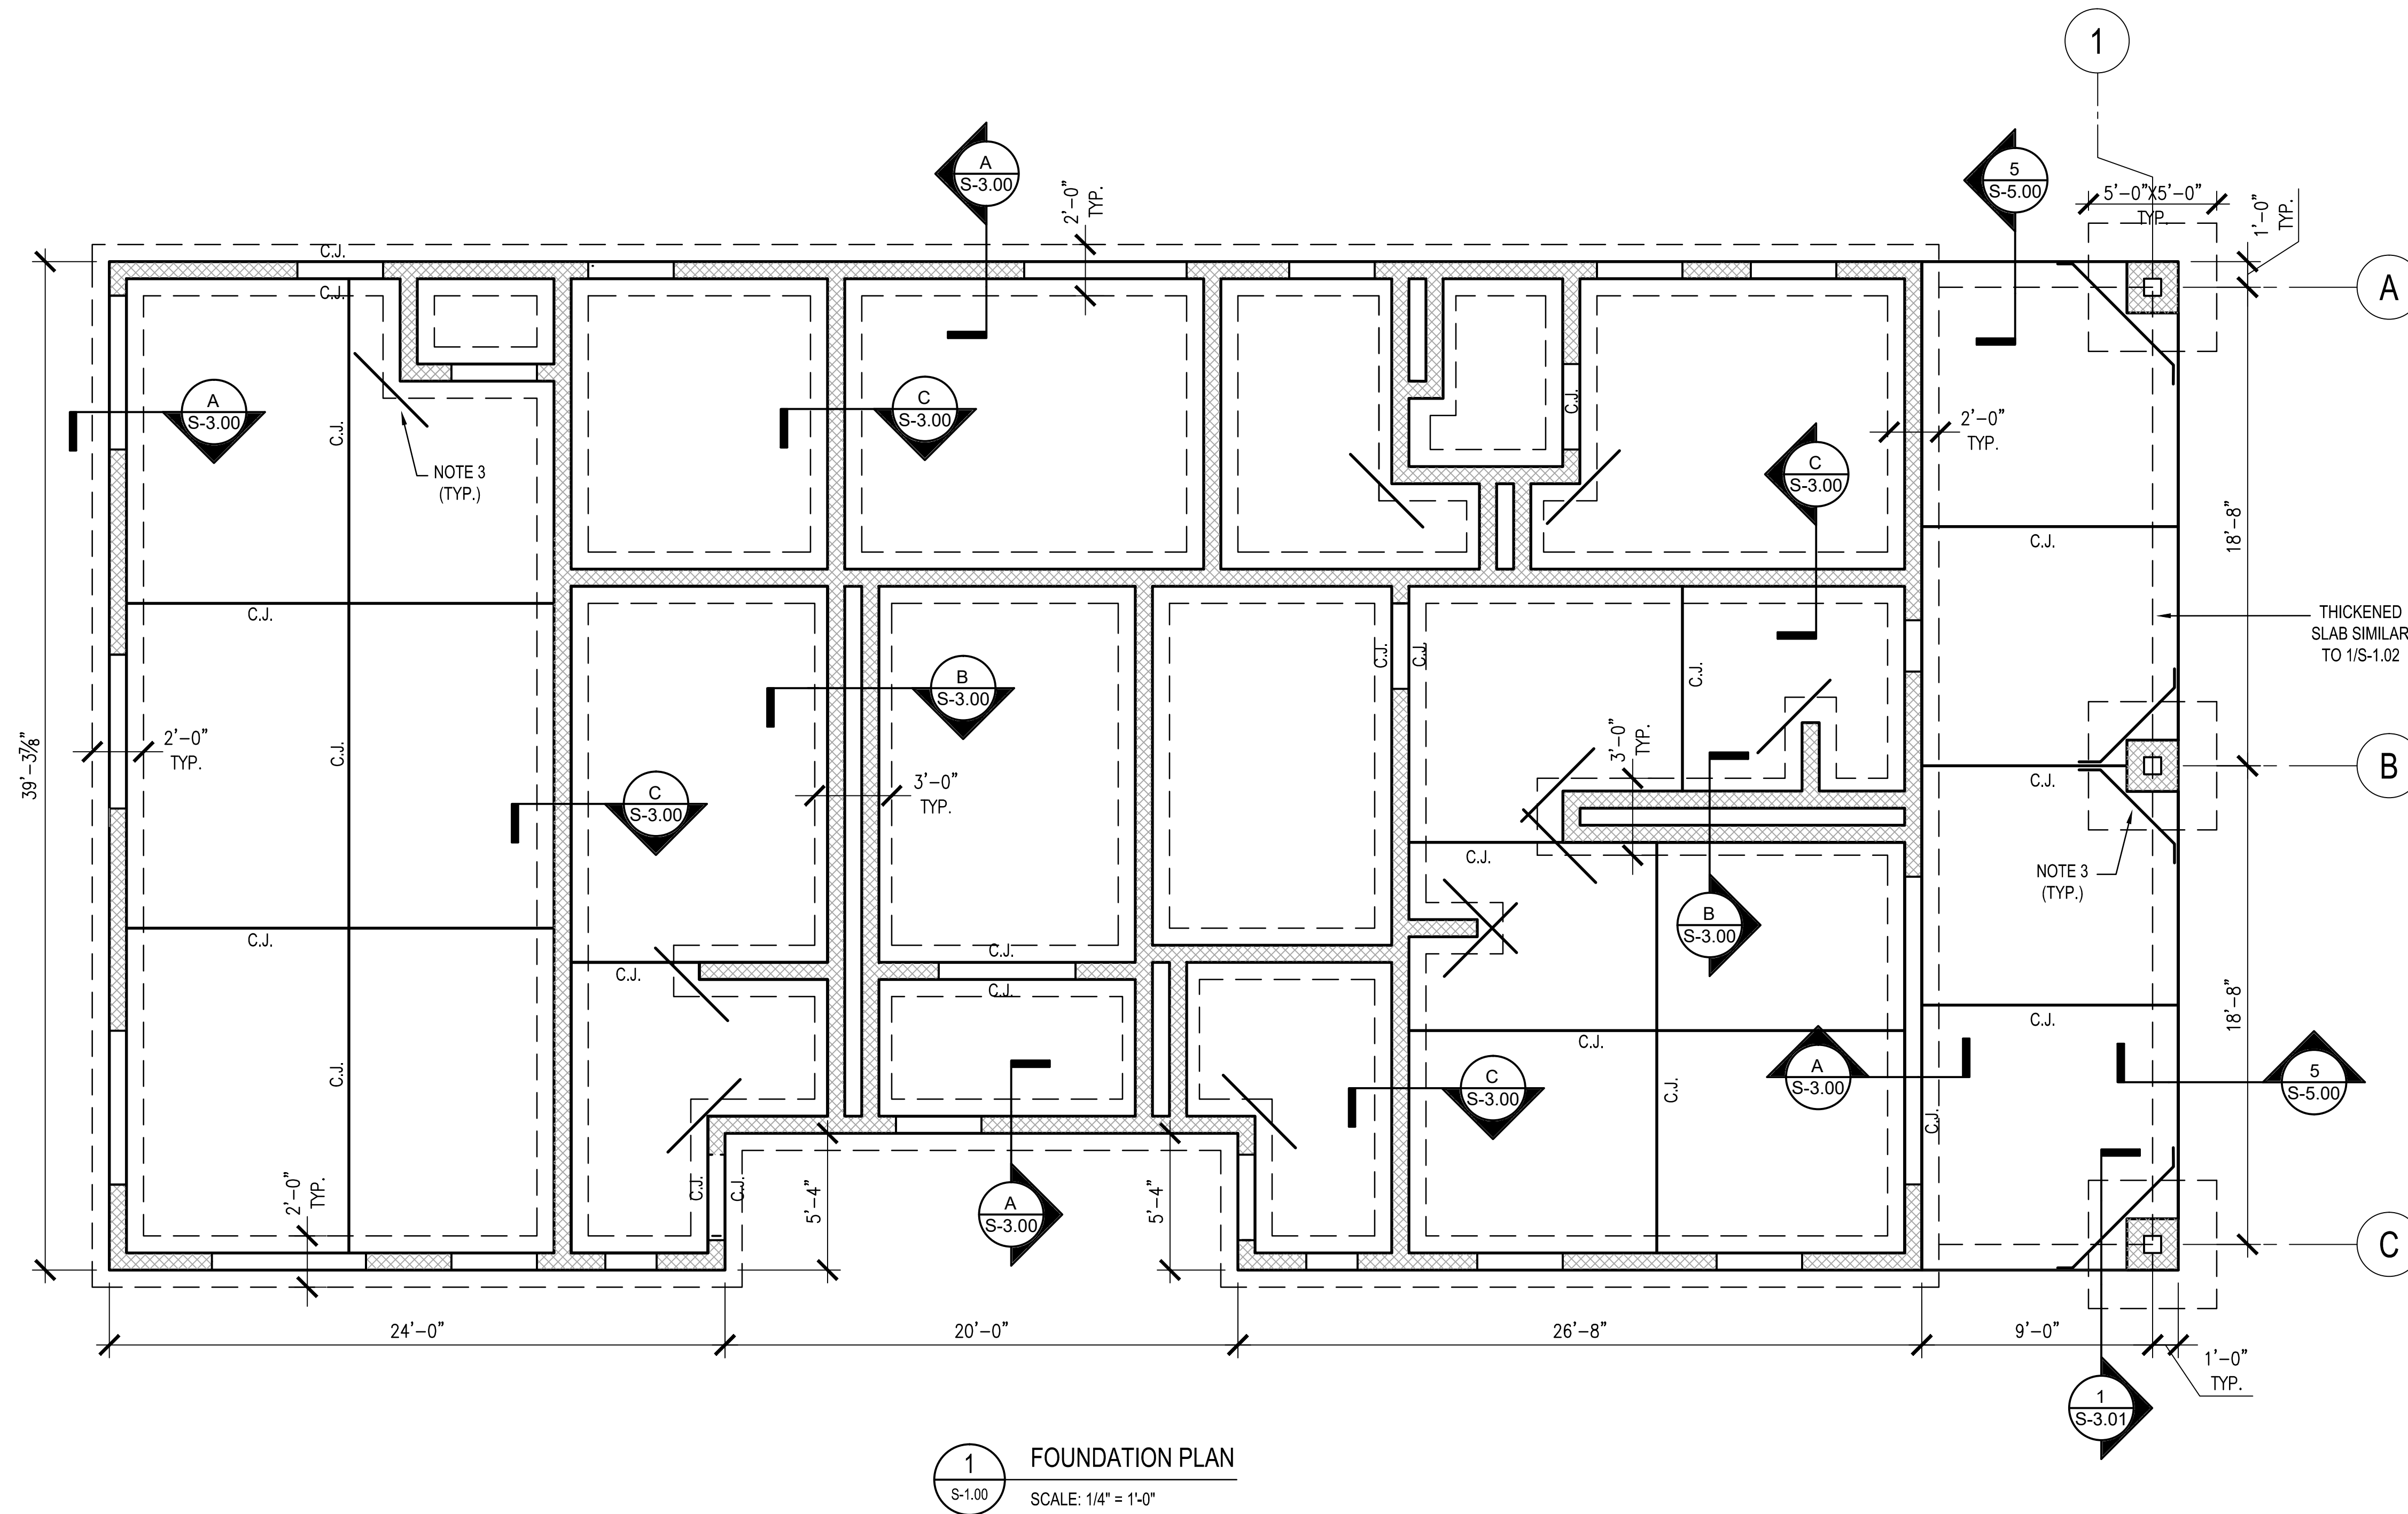 1
A
S-3.00
5
S-5.00
2'-0"
TYP.
5'-0"X5'-0"
TYP.
1'-0"
TYP.
C.J.
C.J.
A
A
S-3.00
C
S-3.00
C.J.
C.J.
2'-0"
TYP.
NOTE 3
(TYP.)
C
S-3.00
18'-8"
C.J.
C.J.
THICKENED
SLAB SIMILAR
TO 1/S-1.02
C.J.
C.J.
C.J.
B
S-3.00
39'-3⅞"
2'-0"
TYP.
C.J.
3'-0"
TYP.
3'-0"
TYP.
C.J.
B
C
S-3.00
C.J.
NOTE 3
(TYP.)
B
S-3.00
C.J.
C.J.
C.J.
C.J.
C.J.
18'-8"
C.J.
C.J.
C.J.
C.J.
C
S-3.00
A
S-3.00
5
S-5.00
C.J.
2'-0"
TYP.
C.J.
C.J.
5'-4"
5'-4"
A
S-3.00
C
24'-0"
20'-0"
26'-8"
9'-0"
1'-0"
TYP.
1
S-3.01
1
S-1.00
FOUNDATION PLAN
SCALE: 1/4" = 1'-0"